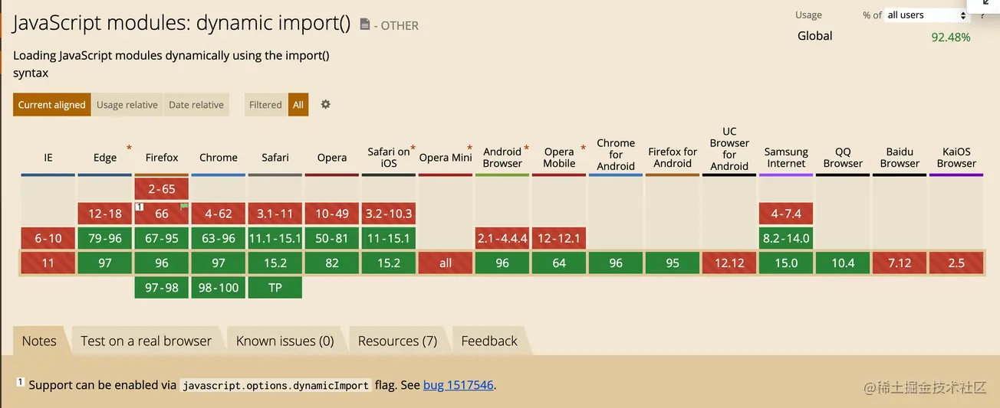 JavaScript modules: dynamic import() - OTHER
Usage % of all users ?
Global 92.48%
Loading JavaScript modules dynamically using the import()
syntax
Current aligned Usage relative Date relative Filtered All
IE Edge * Firefox Chrome Safari Opera Safari on iOS * Opera Mini * Android Browser * Opera Mobile * Chrome for Android Firefox for Android UC Browser for Android Samsung Internet QQ Browser Baidu Browser KaiOS Browser
2-65
12-18 1 66 4-62 3.1-11 10-49 3.2-10.3 4-7.4
6-10 79-96 67-95 63-96 11.1-15.1 50-81 11-15.1 2.1-4.4.4 12-12.1 8.2-14.0
11 97 96 97 15.2 82 15.2 all 96 64 96 95 12.12 15.0 10.4 7.12 2.5
97-98 98-100 TP
Notes Test on a real browser Known issues (0) Resources (7) Feedback
1 Support can be enabled via javascript.options.dynamicImport flag. See bug 1517546.
@稀土掘金技术社区